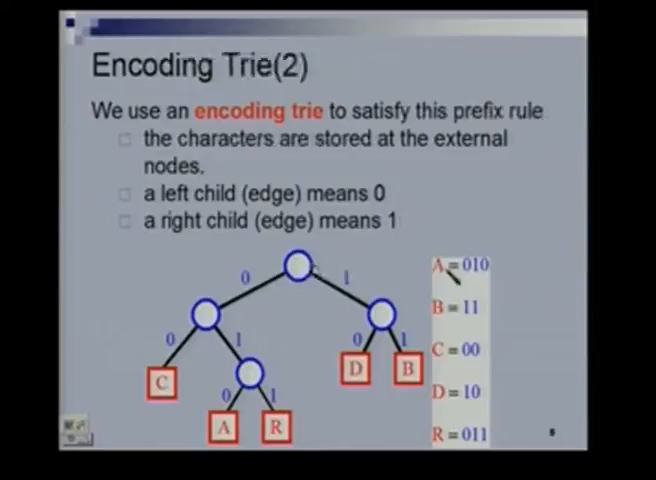 Encoding Trie(2)
We use an encoding trie to satisfy this prefix rule
the characters are stored at the external
nodes.
a left child (edge) means 0
a right child (edge) means 1
0 1
0 1 0 1
C D B
0 1
A R
A = 010
B = 11
C = 00
D = 10
R = 011